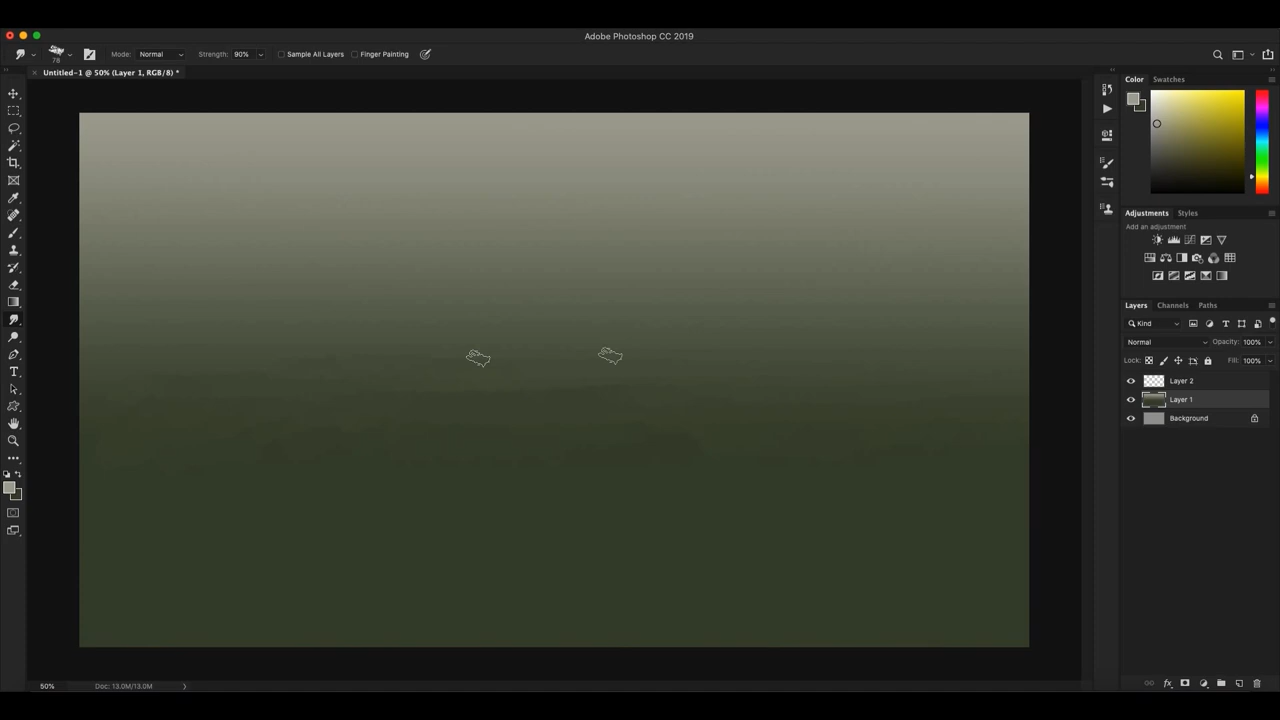 Adobe Photoshop CC 2019
78
Mode: Normal Strength: 90% Sample All Layers Finger Painting
Untitled-1 @ 50% (Layer 1, RGB/8) *
Color Swatches
Adjustments Styles
Add an adjustment
Layers Channels Paths
Kind
Normal Opacity: 100%
Lock: Fill: 100%
Layer 2
Layer 1
Background
50% Doc: 13.0M/13.0M